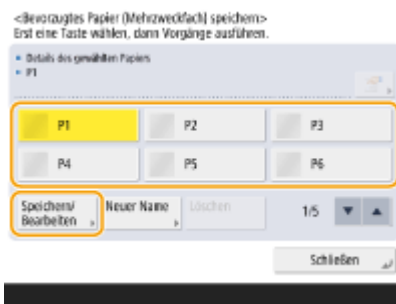 <Bevorzugtes Papier (Mehrzweckfach) speichern>
Erst eine Taste wählen, dann Vorgänge ausführen.
Details des gewählten Papiers
P1
P1 P2 P3
P4 P5 P6
Speichern/ Neuer Name Löschen 1/5
Bearbeiten
Schließen